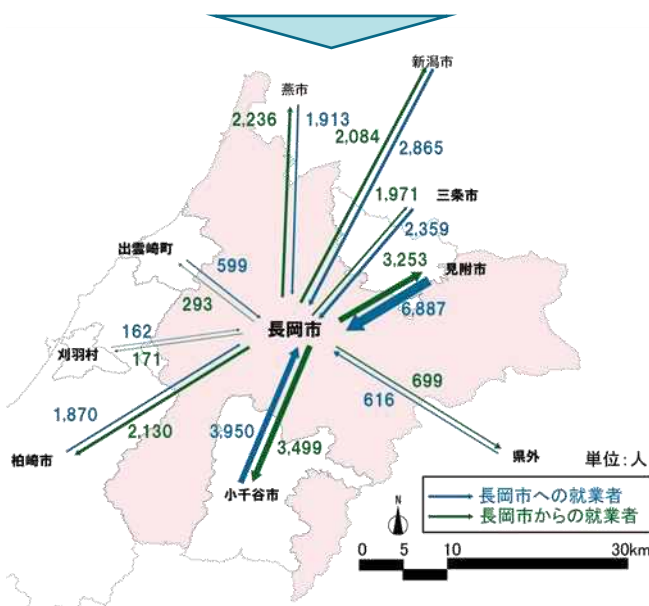 新潟市
燕市
2,236
1,913
2,084
2,865
1,971
三条市
2,359
出雲崎町
599
3,253
見附市
293
6,887
長岡市
162
刈羽村
171
699
616
1,870
2,130
3,950
3,499
柏崎市
県外
単位:人
小千谷市
N
長岡市への就業者
長岡市からの就業者
0 5 10 30km